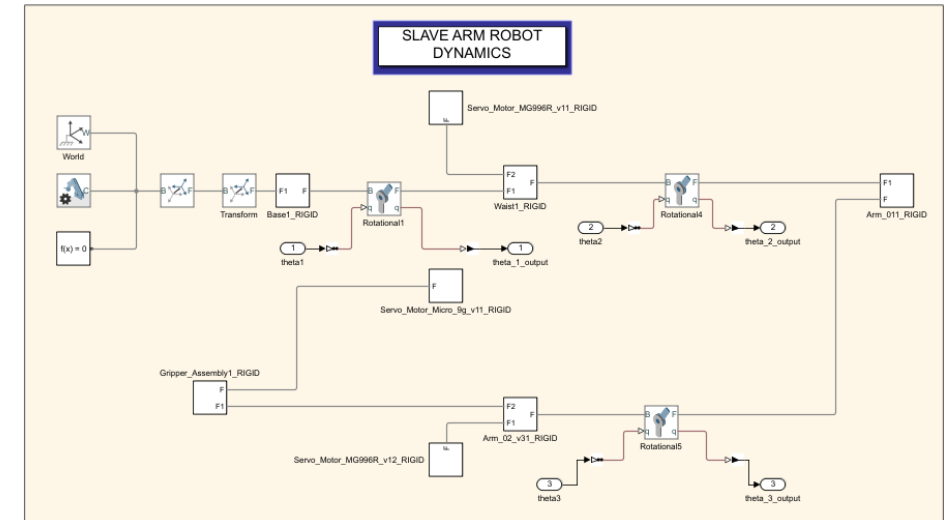 SLAVE ARM ROBOT
DYNAMICS
Servo_Motor_MG996R_v11_RIGID
F
W
World
C
f(x) = 0
B F
B F
Transform
F1 F
Base1_RIGID
B F
q q
Rotational1
F2
F1
F
Waist1_RIGID
B F
q q
Rotational4
F1
F
Arm_011_RIGID
1
theta1
1
theta_1_output
2
theta2
2
theta_2_output
F
Servo_Motor_Micro_9g_v11_RIGID
Gripper_Assembly1_RIGID
F
F1
F2
F1
F
Arm_02_v31_RIGID
F
Servo_Motor_MG996R_v12_RIGID
B F
q q
Rotational5
3
theta3
3
theta_3_output